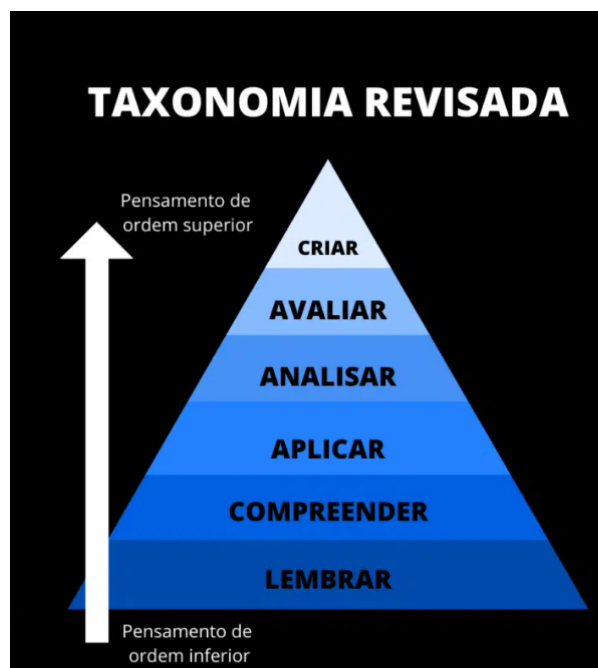 TAXONOMIA REVISADA
Pensamento de
ordem superior
CRIAR
AVALIAR
ANALISAR
APLICAR
COMPREENDER
LEMBRAR
Pensamento de
ordem inferior